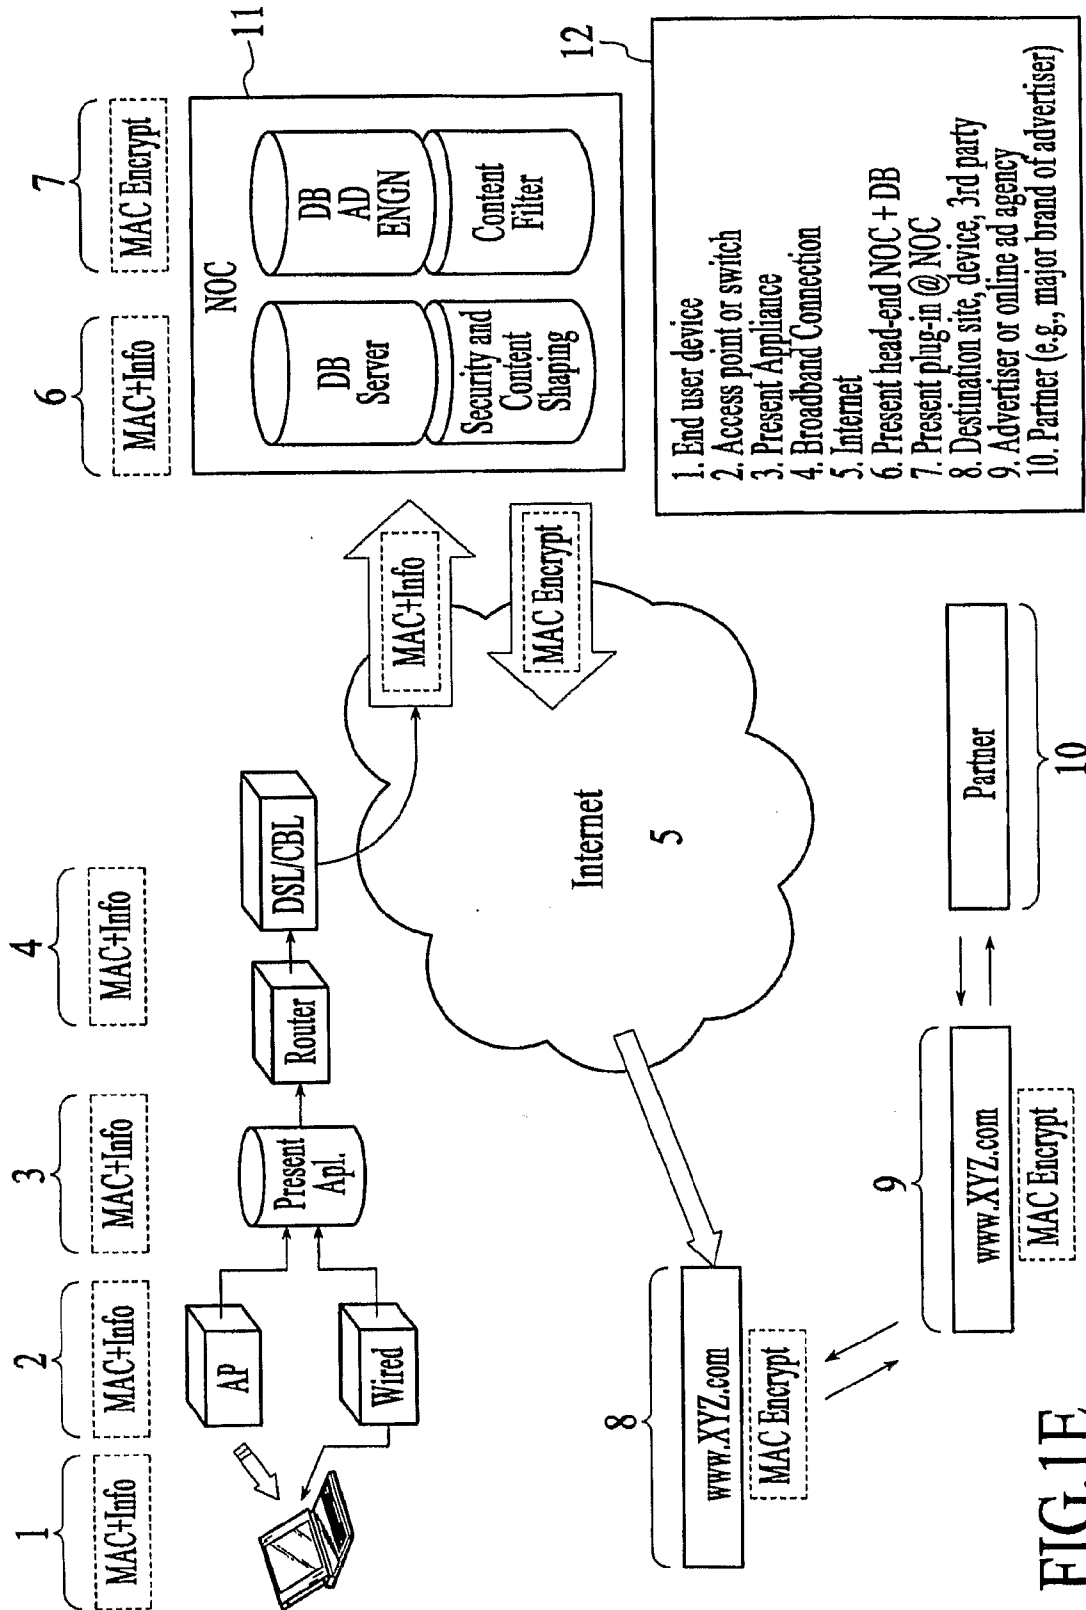 1
2
3
4
6
7
MAC+Info
MAC+Info
MAC+Info
MAC+Info
MAC+Info
MAC Encrypt
11
NOC
DB
Server
DB
AD
ENGN
Security and
Content
Shaping
Content
Filter
AP
Wired
Present
Apl.
Router
DSL/CBL
MAC+Info
MAC Encrypt
Internet
5
8
www.XYZ.com
MAC Encrypt
9
www.XYZ.com
MAC Encrypt
Partner
10
12
1. End user device
2. Access point or switch
3. Present Appliance
4. Broadband Connection
5. Internet
6. Present head-end NOC + DB
7. Present plug-in @ NOC
8. Destination site, device, 3rd party
9. Advertiser or online ad agency
10. Partner (e.g., major brand of advertiser)